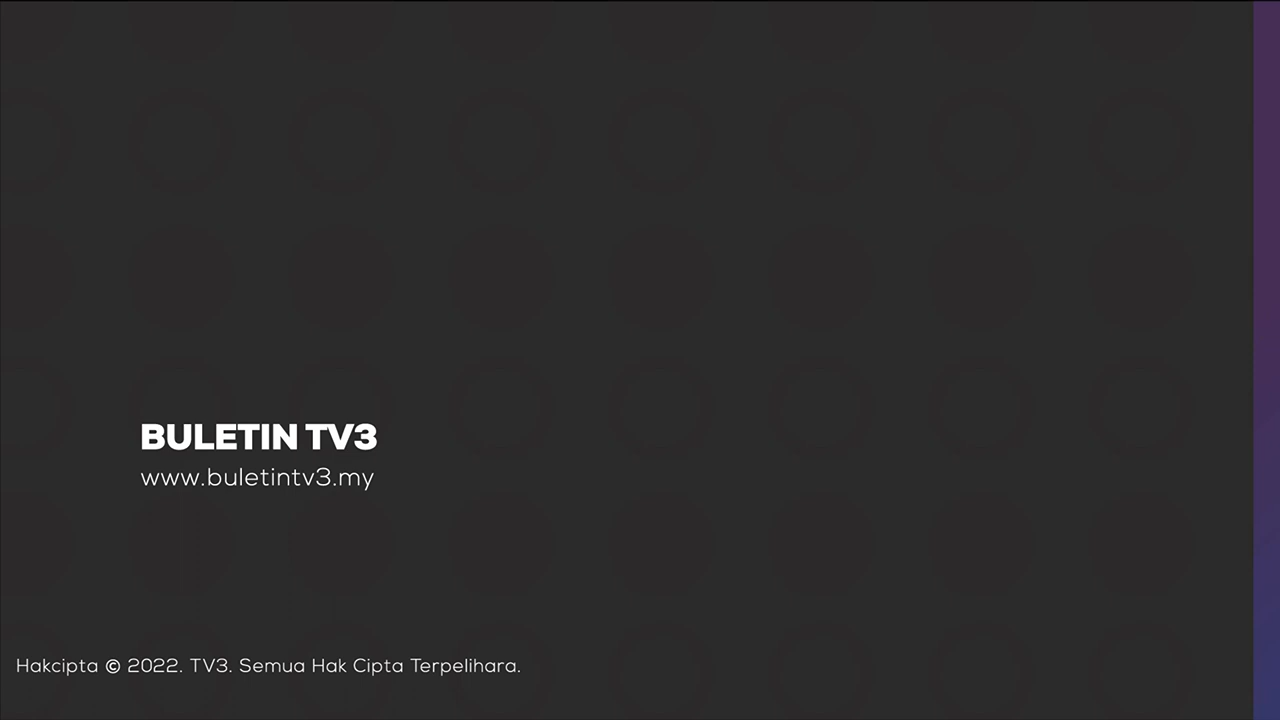 BULETIN TV3
www.buletintv3.my
Hakcipta © 2022. TV3. Semua Hak Cipta Terpelihara.